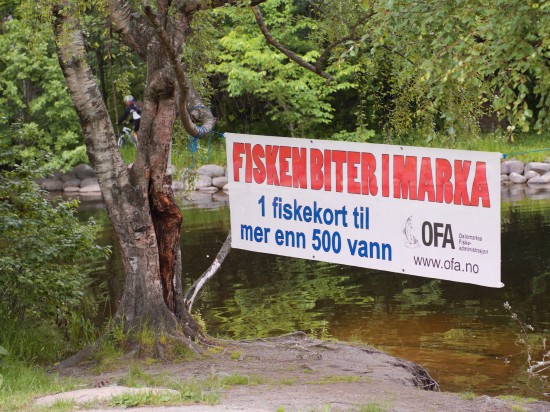 FISKEN BITER I MARKA
1 fiskekort til
mer enn 500 vann
OFA
Oslomarkas
Fiske-
administrasjon
www.ofa.no